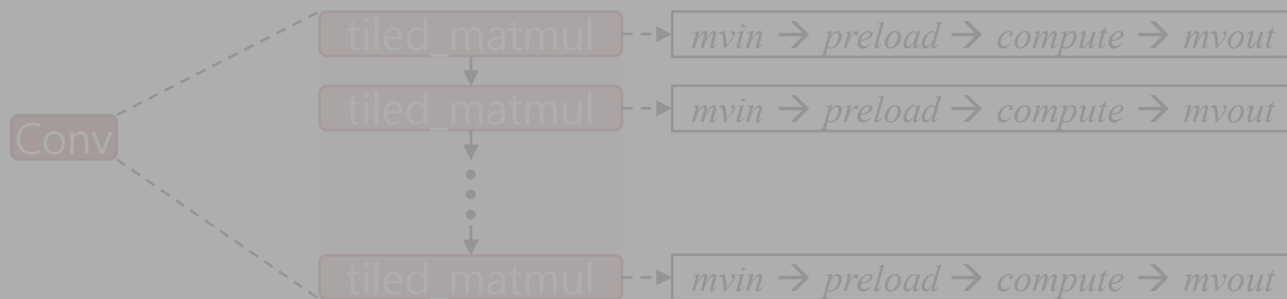 tiled_matmul mvin → preload → compute → mvout
tiled_matmul mvin → preload → compute → mvout
Conv
tiled_matmul mvin → preload → compute → mvout